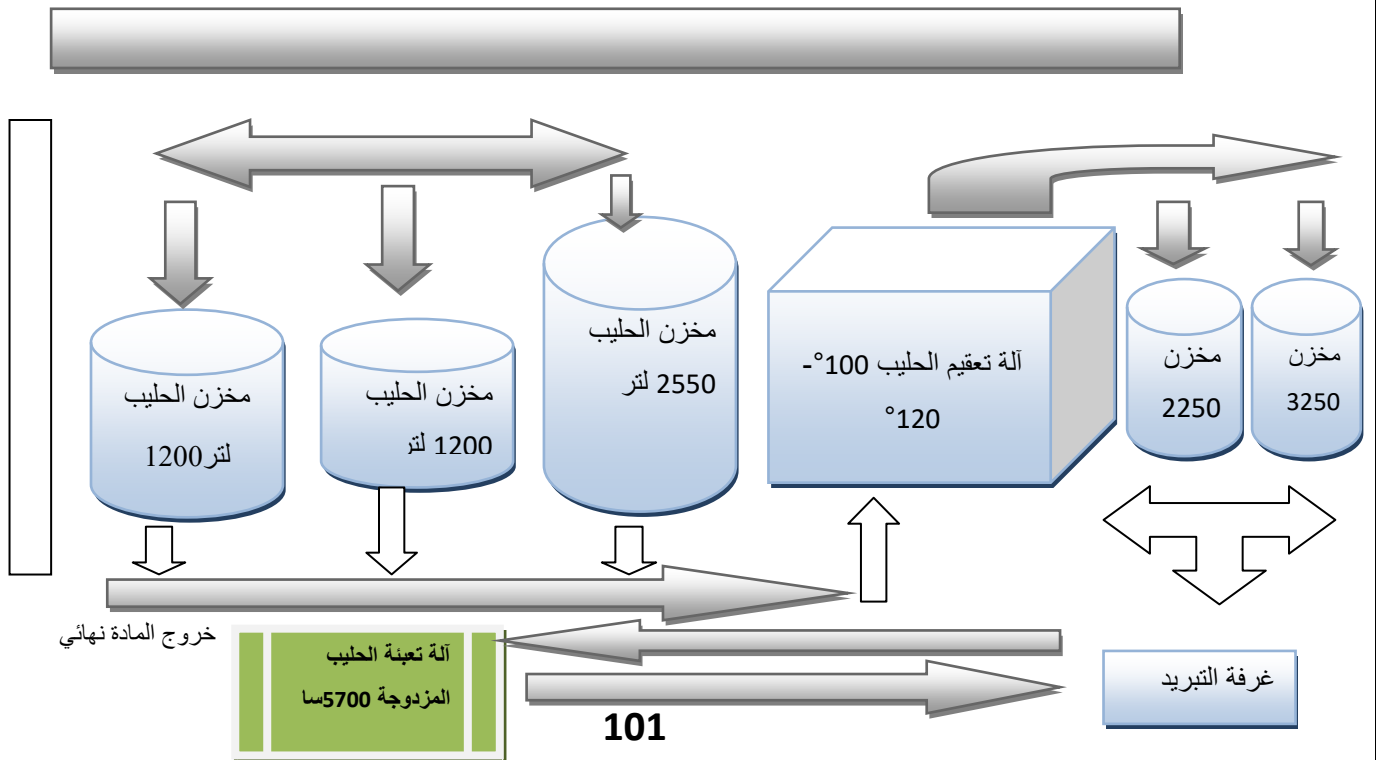 مخزن الحليب
1200لتر
مخزن الحليب
1200 لتر
مخزن الحليب
2550 لتر
آلة تعقيم الحليب 100°-
120°
مخزن
2250
مخزن
3250
خروج المادة نهائي
آلة تعبئة الحليب
المزدوجة 5700سا
غرفة التبريد
101